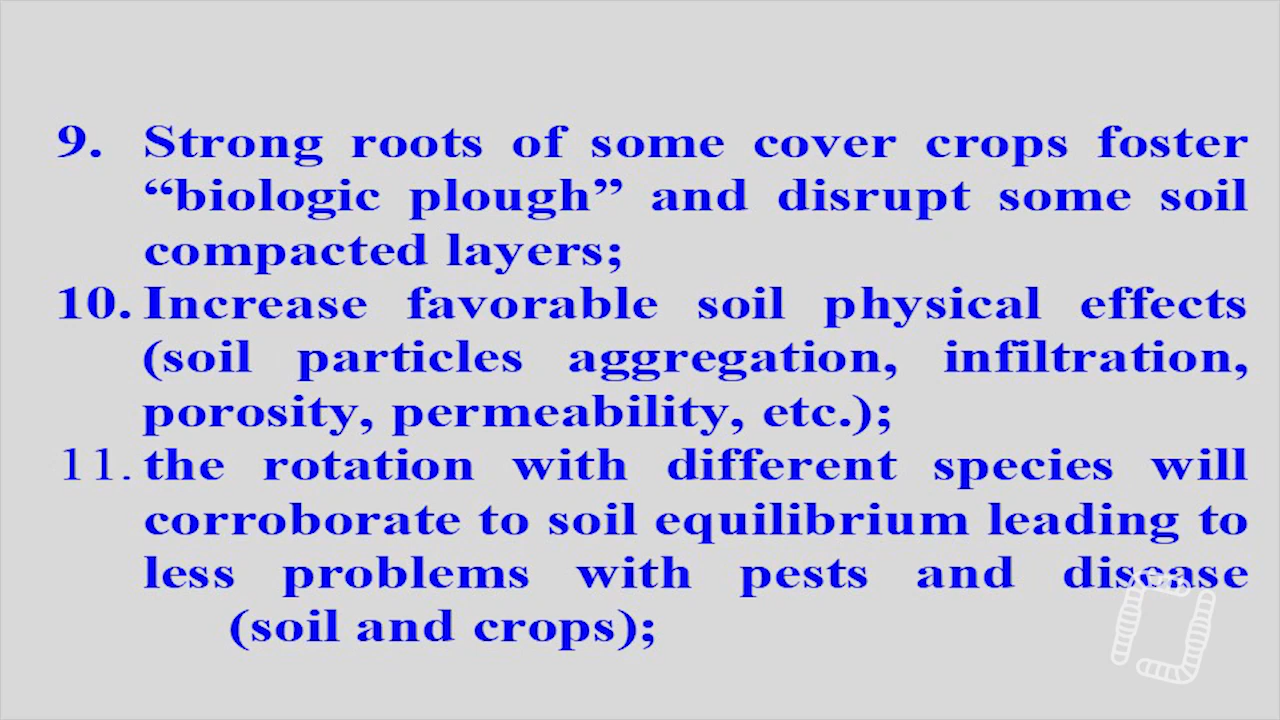 9. Strong roots of some cover crops foster
“biologic plough” and disrupt some soil
compacted layers;
10. Increase favorable soil physical effects
(soil particles aggregation, infiltration,
porosity, permeability, etc.);
11. the rotation with different species will
corroborate to soil equilibrium leading to
less problems with pests and disease
(soil and crops);